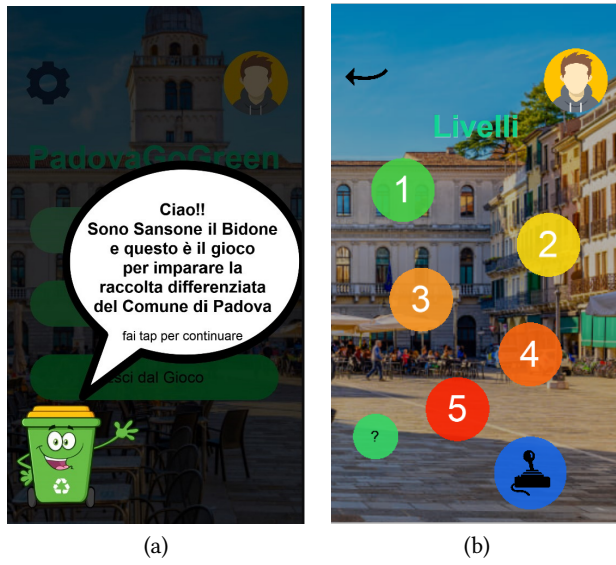 PadovaGoGreen
Ciao!!
Sono Sansone il Bidone
e questo è il gioco
per imparare la
raccolta differenziata
del Comune di Padova
fai tap per continuare
esci dal Gioco
(a)
Livelli
1
2
3
4
5
?
(b)